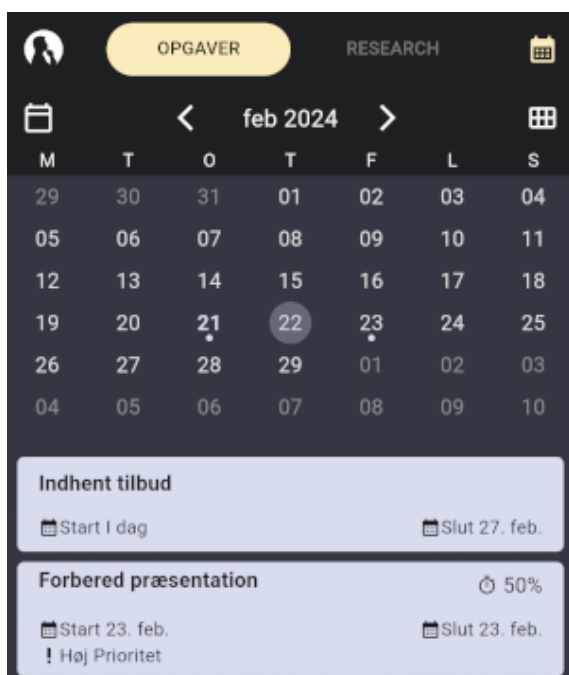 OPGAVER RESEARCH
feb 2024
M T O T F L S
29 30 31 01 02 03 04
05 06 07 08 09 10 11
12 13 14 15 16 17 18
19 20 21 22 23 24 25
26 27 28 29 01 02 03
04 05 06 07 08 09 10
Indhent tilbud
Start I dag Slut 27. feb.
Forbered præsentation 50%
Start 23. feb. Slut 23. feb.
! Høj Prioritet